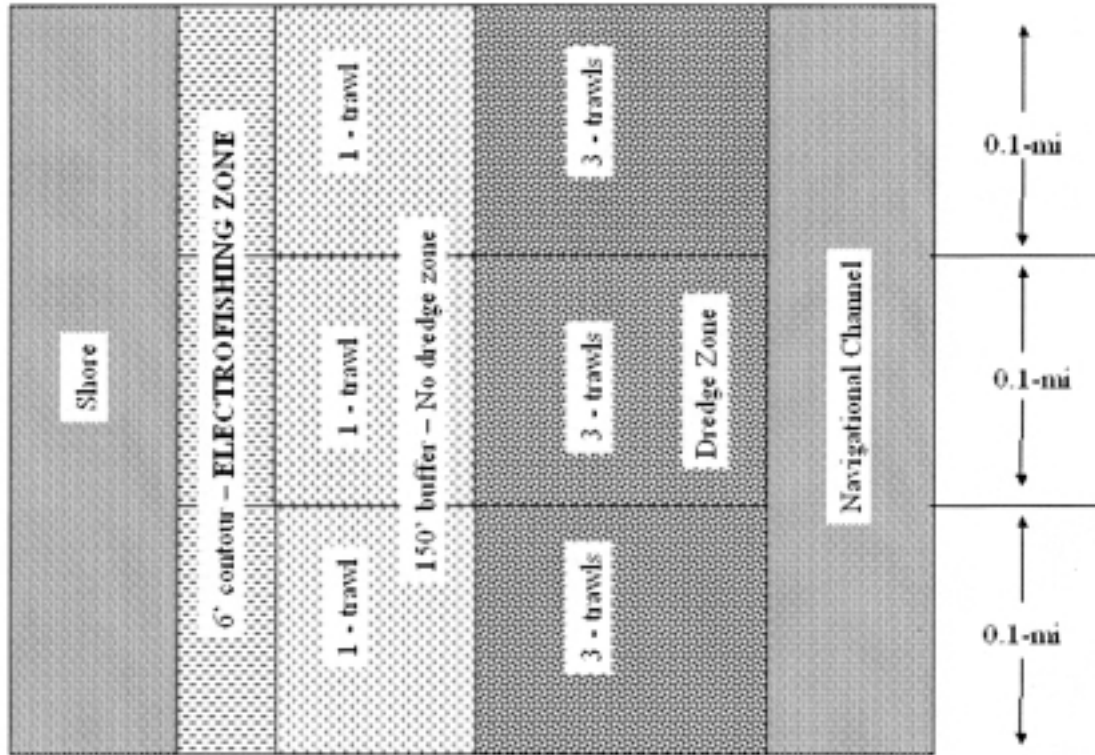 Shore
6' contour – ELECTROFISHING ZONE
1 - trawl
1 - trawl
1 - trawl
150' buffer – No dredge zone
3 - trawls
3 - trawls
3 - trawls
Dredge Zone
Navigational Channel
0.1-mi
0.1-mi
0.1-mi